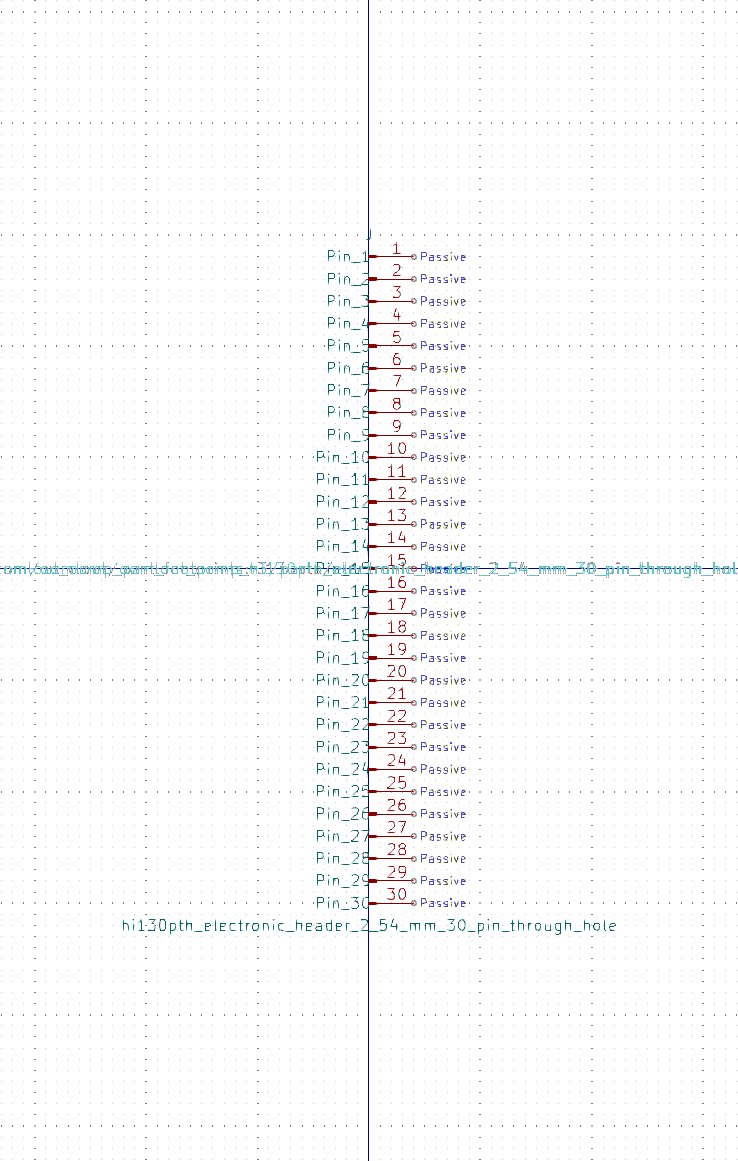 J
Pin_1 1 Passive
Pin_2 2 Passive
Pin_3 3 Passive
Pin_4 4 Passive
Pin_5 5 Passive
Pin_6 6 Passive
Pin_7 7 Passive
Pin_8 8 Passive
Pin_9 9 Passive
Pin_10 10 Passive
Pin_11 11 Passive
Pin_12 12 Passive
Pin_13 13 Passive
Pin_14 14 Passive
15
Pin_16 16 Passive
Pin_17 17 Passive
Pin_18 18 Passive
Pin_19 19 Passive
Pin_20 20 Passive
Pin_21 21 Passive
Pin_22 22 Passive
Pin_23 23 Passive
Pin_24 24 Passive
Pin_25 25 Passive
Pin_26 26 Passive
Pin_27 27 Passive
Pin_28 28 Passive
Pin_29 29 Passive
Pin_30 30 Passive
hi130pth_electronic_header_2_54_mm_30_pin_through_hole